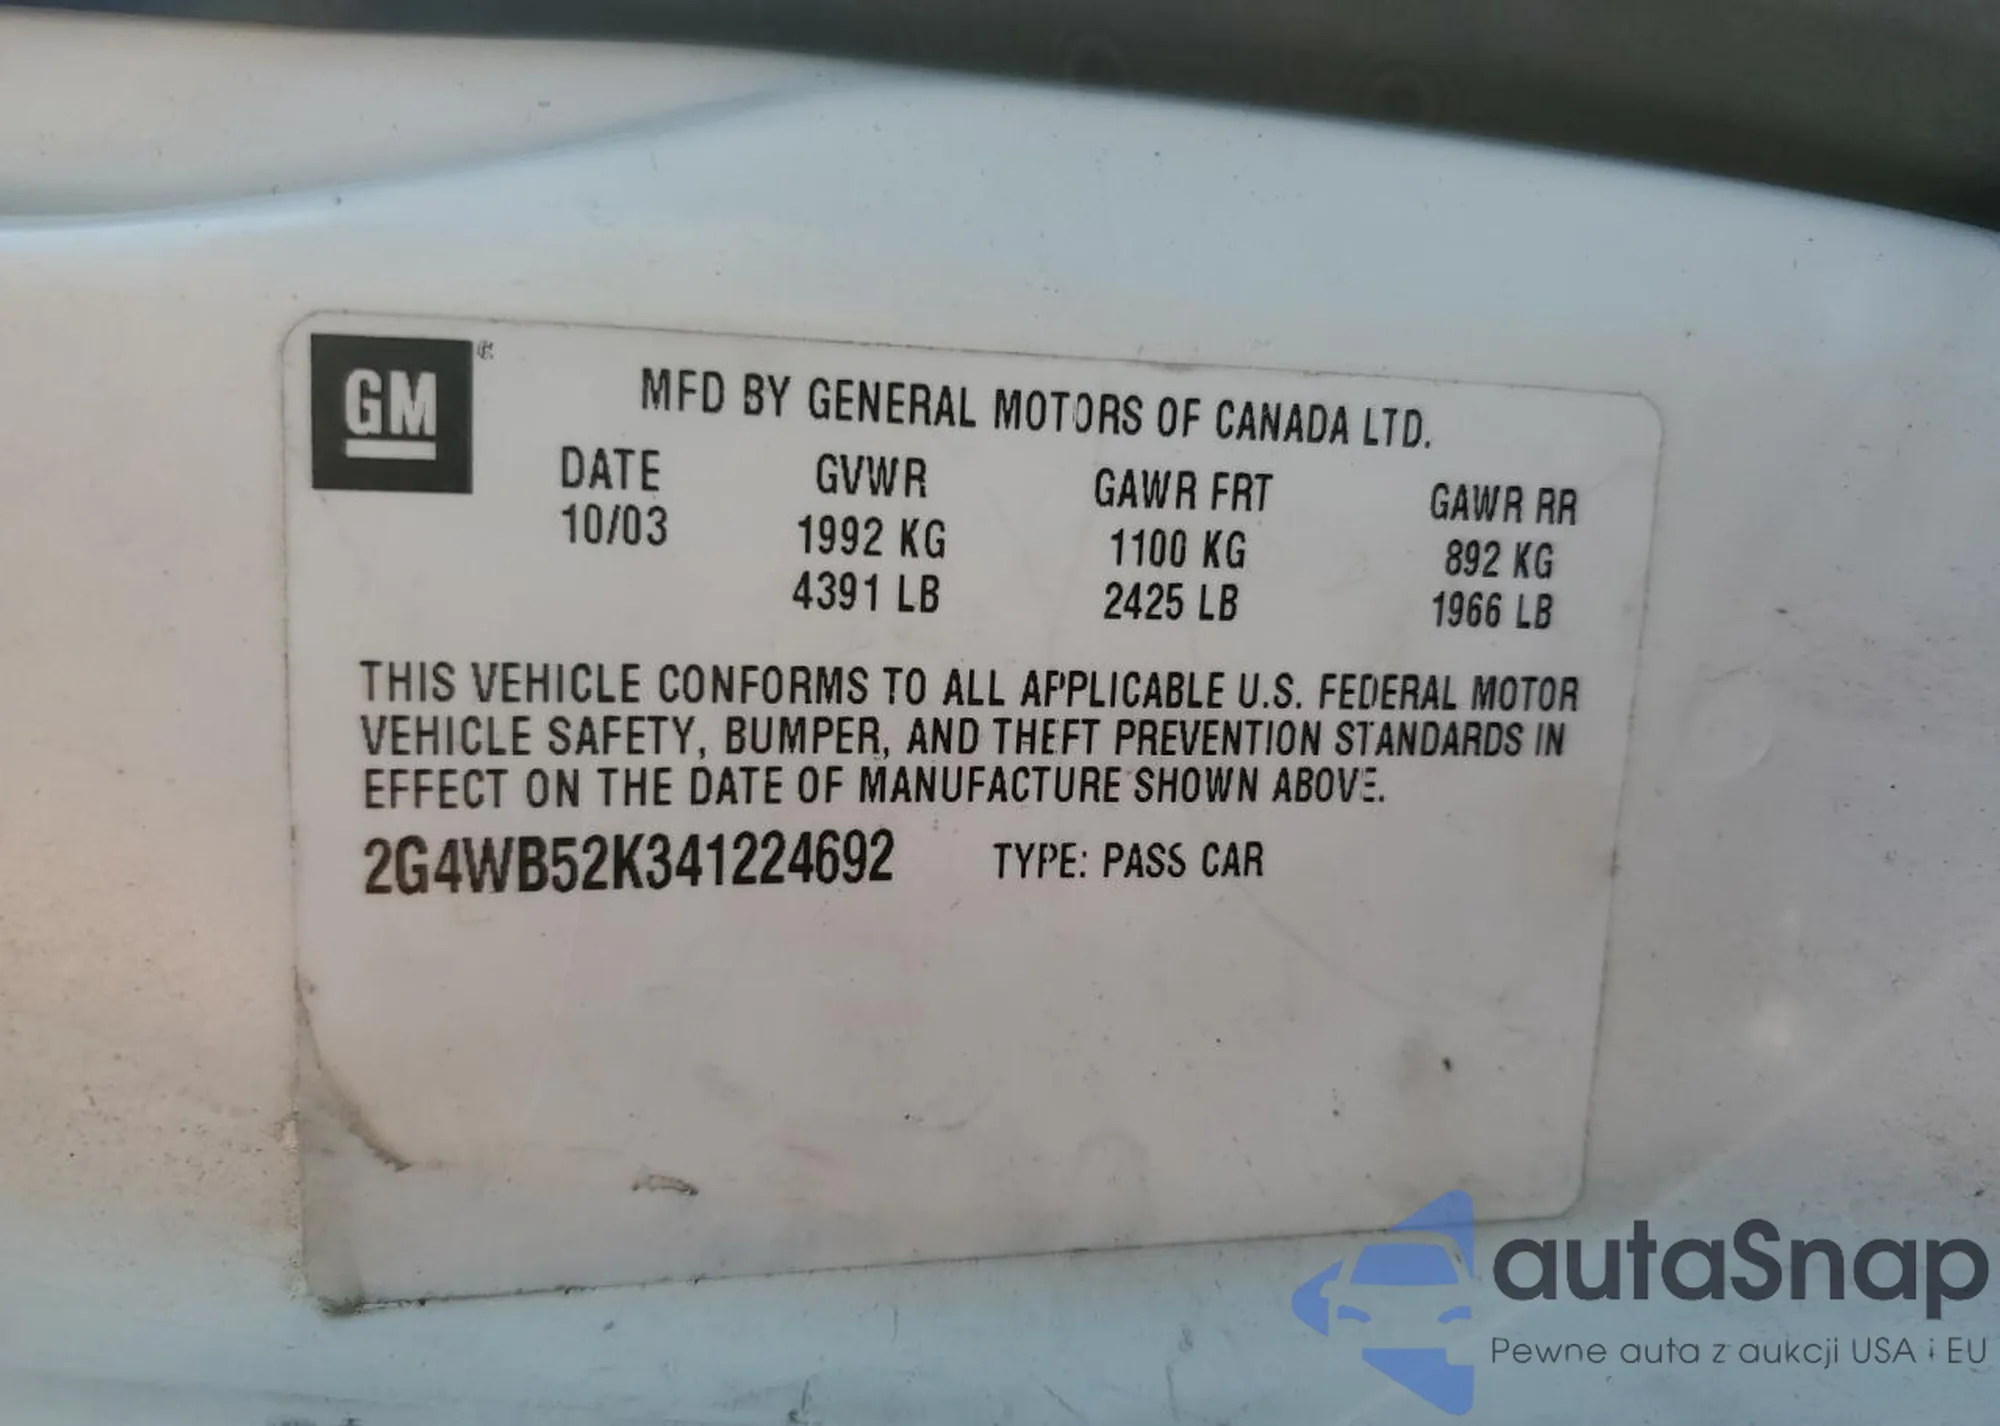 GM
MFD BY GENERAL MOTORS OF CANADA LTD.
DATE GVWR GAWR FRT GAWR RR
10/03 1992 KG 1100 KG 892 KG
4391 LB 2425 LB 1966 LB
THIS VEHICLE CONFORMS TO ALL APPLICABLE U.S. FEDERAL MOTOR
VEHICLE SAFETY, BUMPER, AND THEFT PREVENTION STANDARDS IN
EFFECT ON THE DATE OF MANUFACTURE SHOWN ABOVE.
2G4WB52K341224692 TYPE: PASS CAR
autaSnap
Pewne auta z aukcji USA i EU